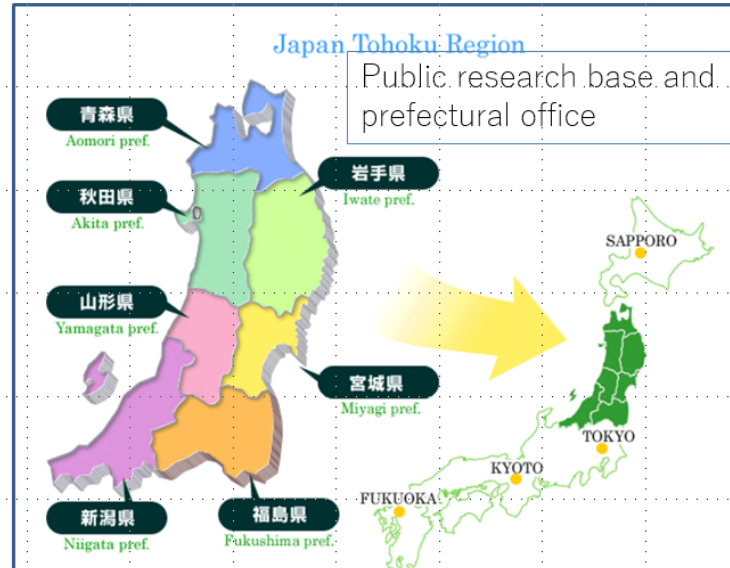 Japan Tohoku Region
Public research base and
prefectural office
青森県
Aomori pref.
岩手県
Iwate pref.
秋田県
Akita pref.
0
SAPPORO
山形県
Yamagata pref.
宮城県
Miyagi pref.
TOKYO
KYOTO
FUKUOKA
新潟県
Niigata pref.
福島県
Fukushima pref.